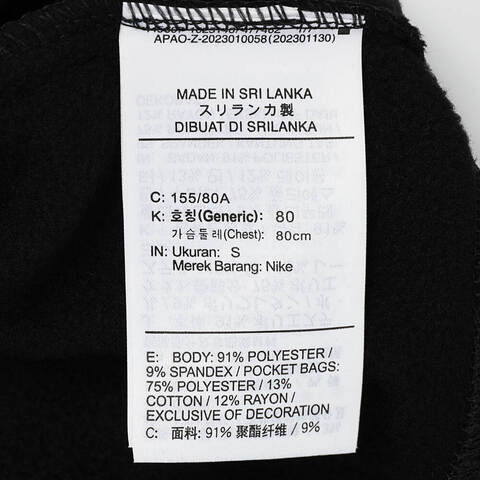 APAO-Z-2023010058 (202301130)
MADE IN SRI LANKA
スリランカ製
DIBUAT DI SRILANKA
C: 155/80A
K: 호칭(Generic): 80
가슴둘레(Chest): 80cm
IN: Ukuran: S
Merek Barang: Nike
E: BODY: 91% POLYESTER /
9% SPANDEX / POCKET BAGS:
75% POLYESTER / 13%
COTTON / 12% RAYON /
EXCLUSIVE OF DECORATION
C: 面料: 91% 聚酯纤维 / 9%